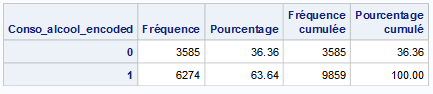 Conso_alcool_encoded Fréquence Pourcentage Fréquence cumulée Pourcentage cumulé
0 3585 36.36 3585 36.36
1 6274 63.64 9859 100.00